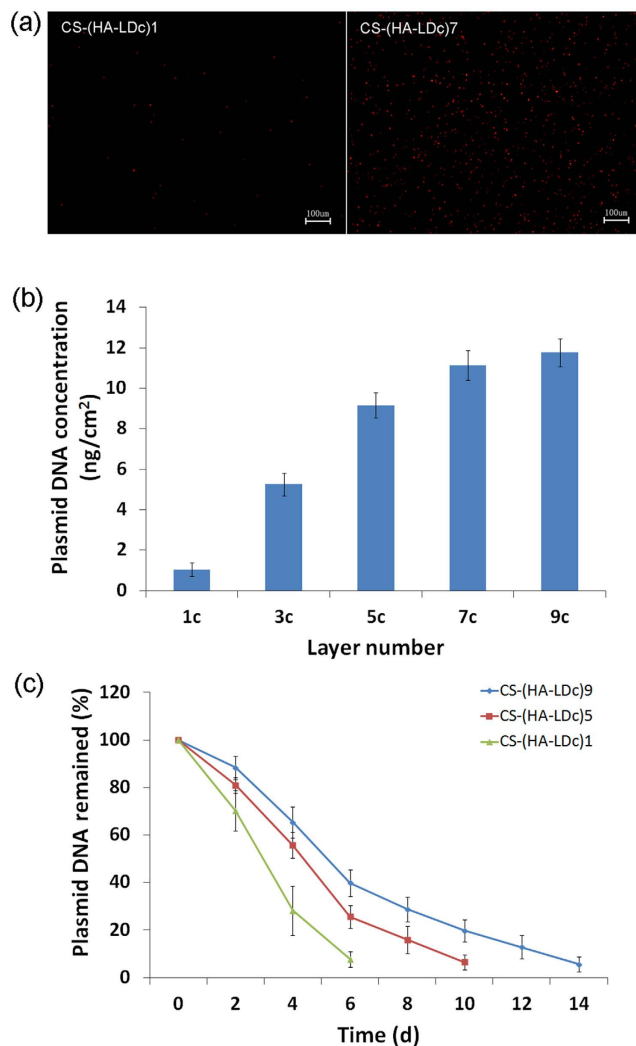 (a)
CS-(HA-LDc)1
CS-(HA-LDc)7
100um
100um
(b)
Plasmid DNA concentration
(ng/cm²)
14
12
10
8
6
4
2
0
1c 3c 5c 7c 9c
Layer number
(c)
Plasmid DNA remained (%)
120
100
80
60
40
20
0
CS-(HA-LDc)9
CS-(HA-LDc)5
CS-(HA-LDc)1
0 2 4 6 8 10 12 14
Time (d)